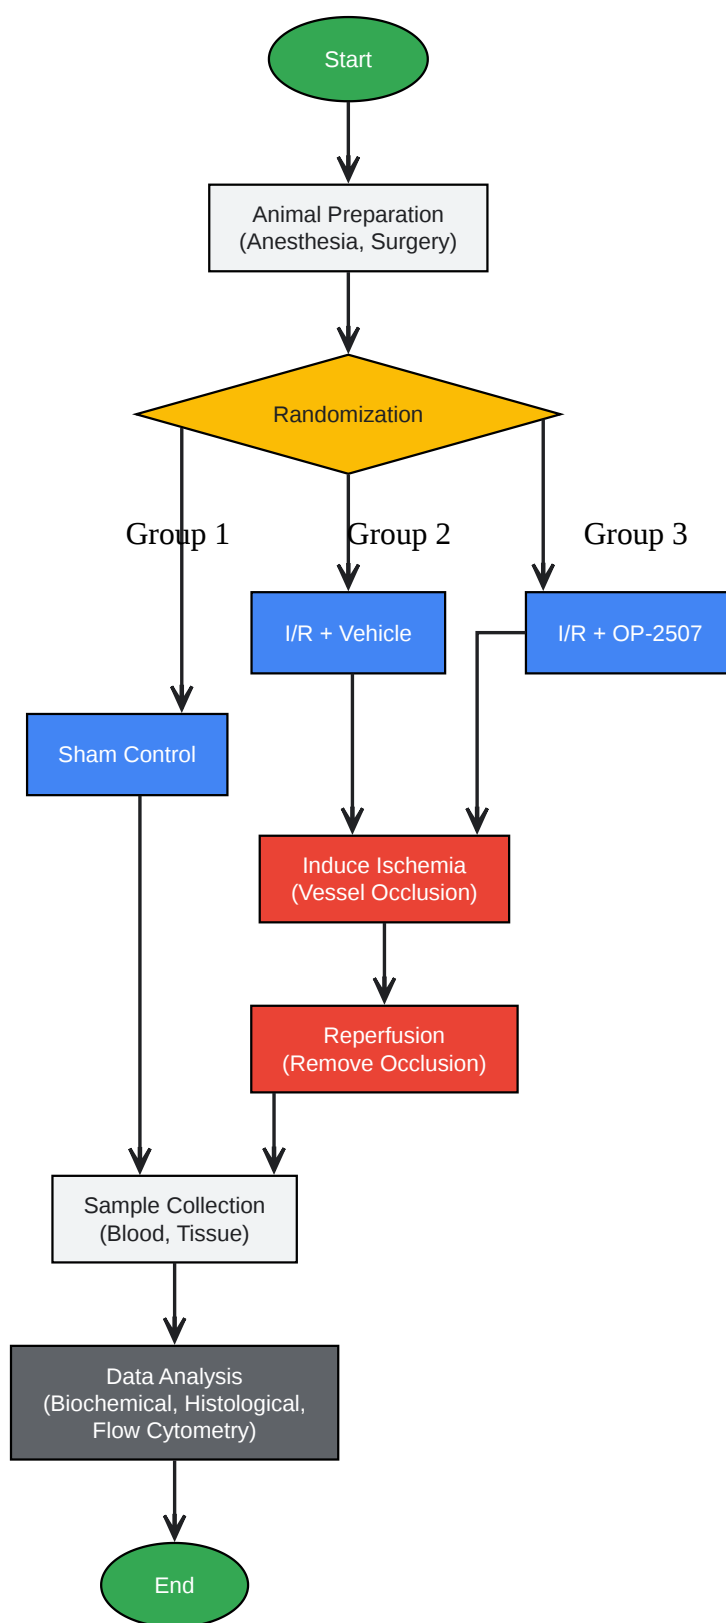 Start
Animal Preparation
(Anesthesia, Surgery)
Randomization
Group 1
Group 2
Group 3
I/R + Vehicle
I/R + OP-2507
Sham Control
Induce Ischemia
(Vessel Occlusion)
Reperfusion
(Remove Occlusion)
Sample Collection
(Blood, Tissue)
Data Analysis
(Biochemical, Histological,
Flow Cytometry)
End